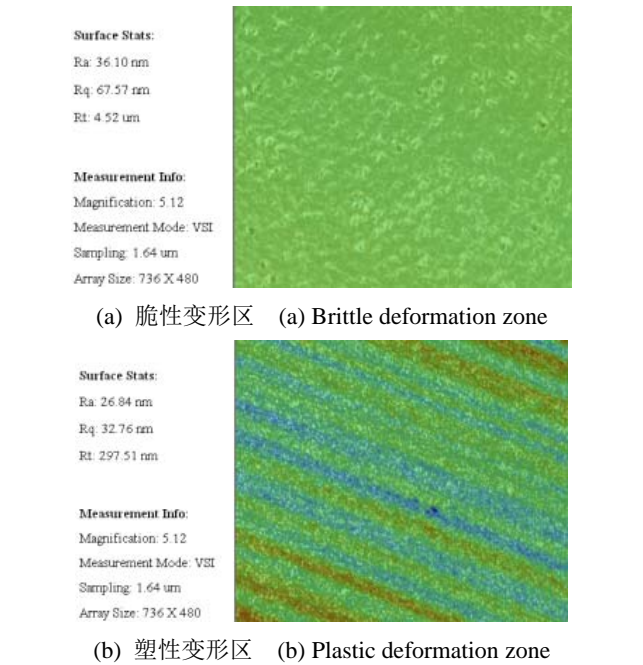 Surface Stats:
Ra: 36.10 nm
Rq: 67.57 nm
Rt: 4.52 um
Measurement Info:
Magnification: 5.12
Measurement Mode: VSI
Sampling: 1.64 um
Array Size: 736 X 480
(a) 脆性变形区 (a) Brittle deformation zone
Surface Stats:
Ra: 26.84 nm
Rq: 32.76 nm
Rt: 297.51 nm
Measurement Info:
Magnification: 5.12
Measurement Mode: VSI
Sampling: 1.64 um
Array Size: 736 X 480
(b) 塑性变形区 (b) Plastic deformation zone